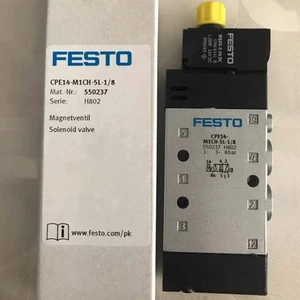 FESTO
CPE14-M1CH-5L-1/8
Mat.-Nr.: 550237
Serie: H802
Magnetventil
Solenoid valve
www.festo.com/pk
FESTO
FESTO
CPE14-
M1CH-5L-1/8
550237 H802